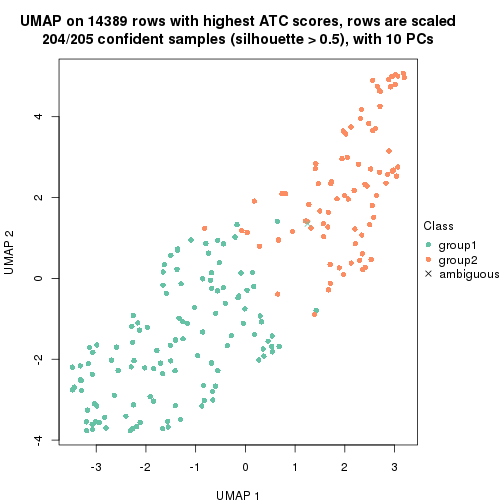 UMAP on 14389 rows with highest ATC scores, rows are scaled
204/205 confident samples (silhouette > 0.5), with 10 PCs
4
2
0
-2
-4
UMAP 2
-3 -2 -1 0 1 2 3
UMAP 1
Class
group1
group2
ambiguous